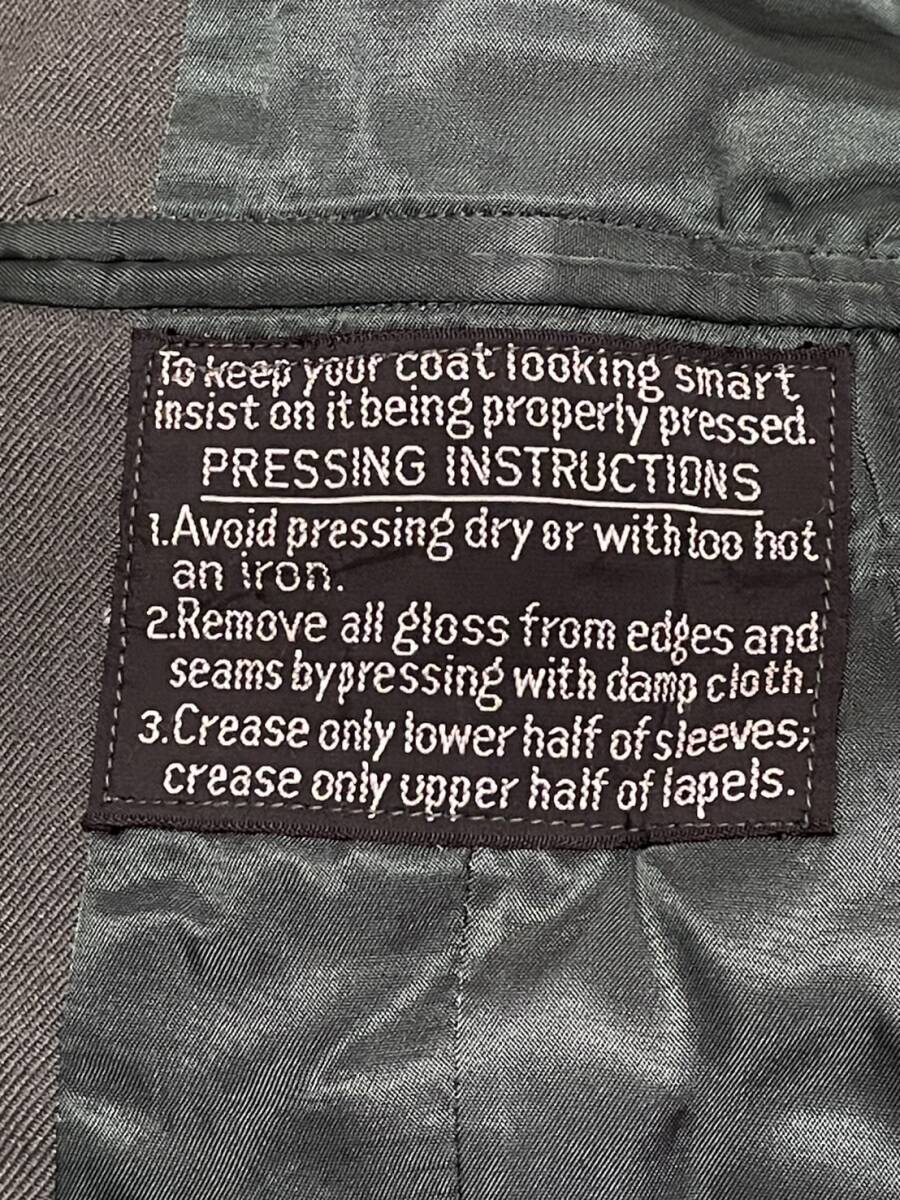 To keep your coat looking smart
insist on it being properly pressed.
PRESSING INSTRUCTIONS
1.Avoid pressing dry or with too hot
an iron.
2.Remove all gloss from edges and
seams by pressing with damp cloth.
3.Crease only lower half of sleeves;
crease only upper half of lapels.